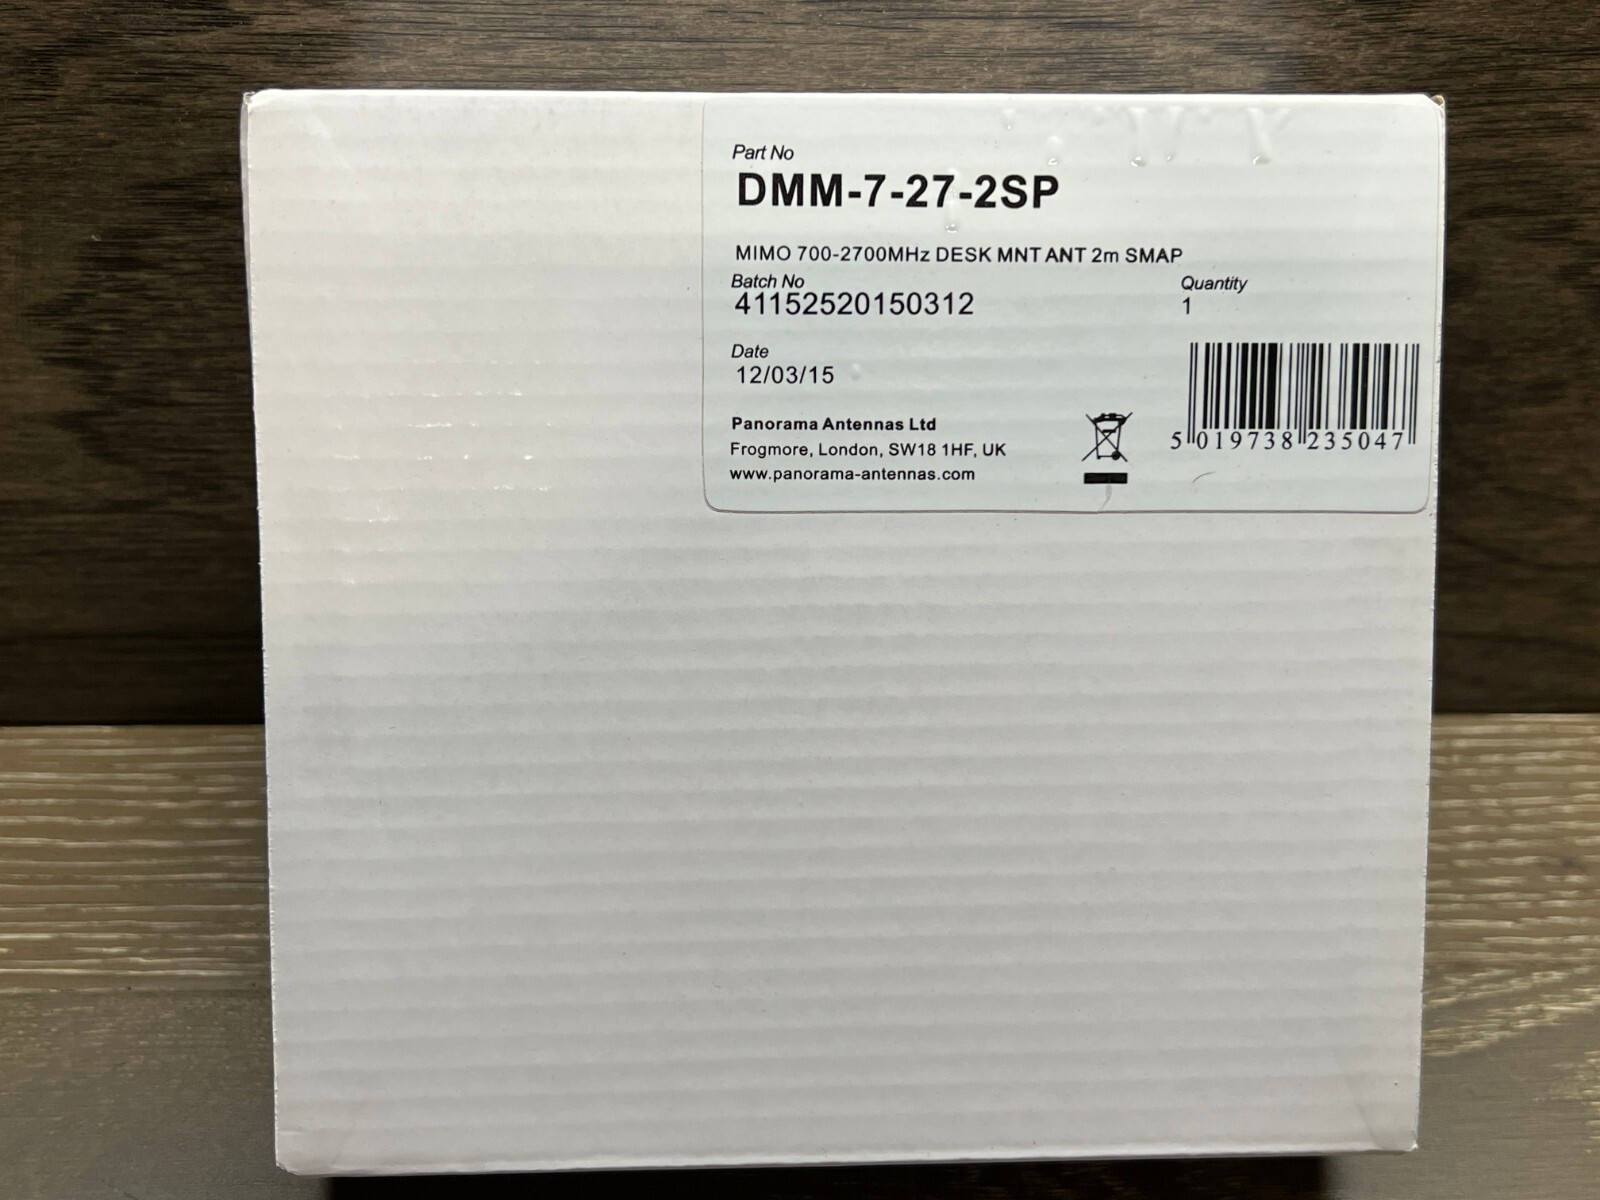 Part No
DMM-7-27-2SP
MIMO 700-2700MHz DESK MNT ANT 2m SMAP
Batch No
Quantity
41152520150312
1
Date
12/03/15
Panorama Antennas Ltd
Frogmore, London, SW18 1HF, UK
www.panorama-antennas.com
5 019738 235047